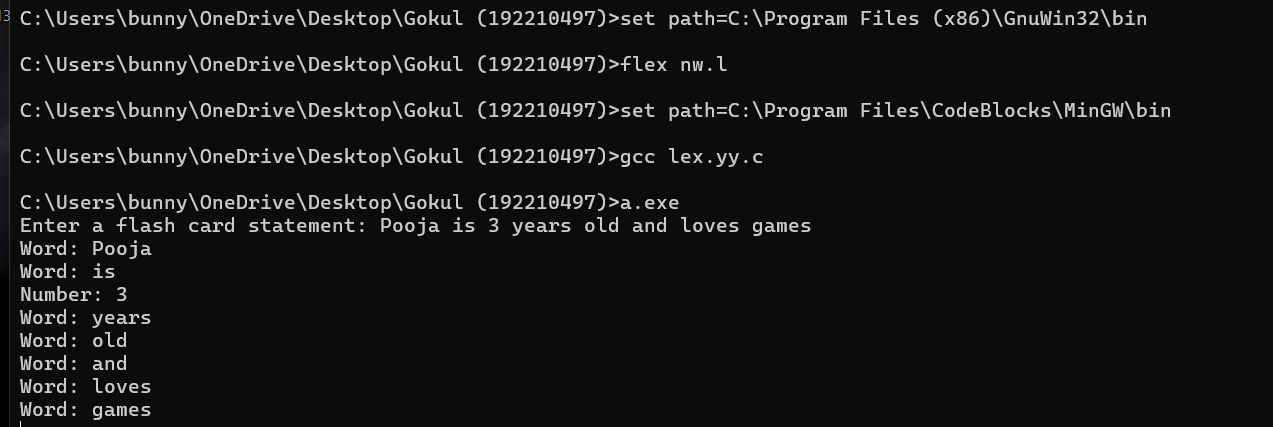 C:\Users\bunny\OneDrive\Desktop\Gokul (192210497)>set path=C:\Program Files (x86)\GnuWin32\bin
C:\Users\bunny\OneDrive\Desktop\Gokul (192210497)>flex nw.l
C:\Users\bunny\OneDrive\Desktop\Gokul (192210497)>set path=C:\Program Files\CodeBlocks\MinGW\bin
C:\Users\bunny\OneDrive\Desktop\Gokul (192210497)>gcc lex.yy.c
C:\Users\bunny\OneDrive\Desktop\Gokul (192210497)>a.exe
Enter a flash card statement: Pooja is 3 years old and loves games
Word: Pooja
Word: is
Number: 3
Word: years
Word: old
Word: and
Word: loves
Word: games